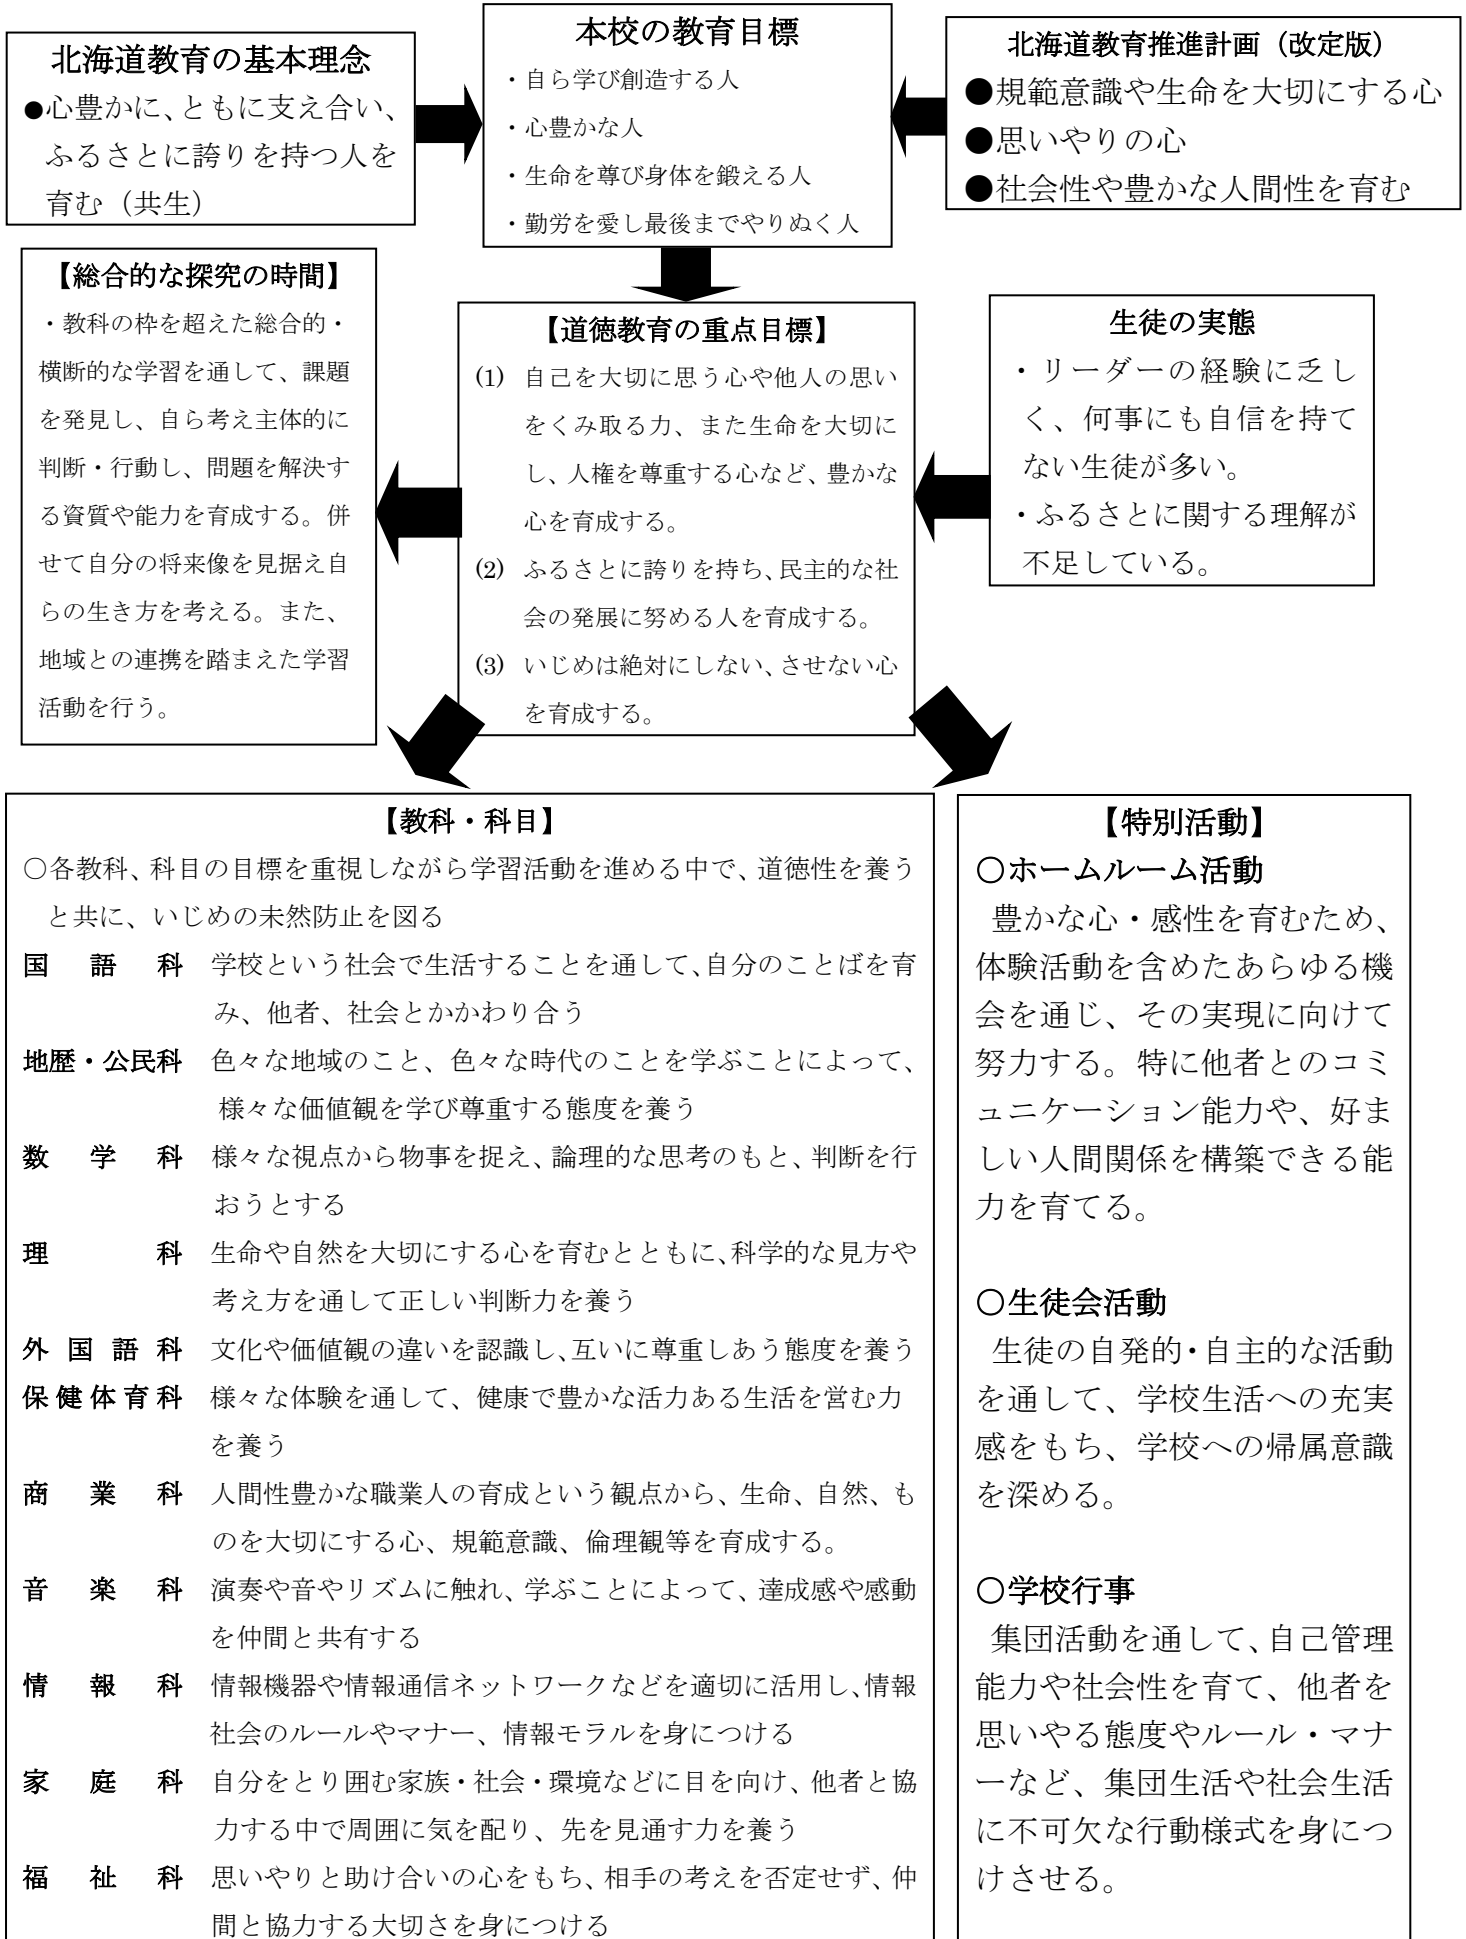 北海道教育の基本理念
●心豊かに、ともに支え合い、
ふるさとに誇りを持つ人を
育む（共生）
本校の教育目標
・自ら学び創造する人
・心豊かな人
・生命を尊び身体を鍛える人
・勤労を愛し最後までやりぬく人
北海道教育推進計画（改定版）
●規範意識や生命を大切にする心
●思いやりの心
●社会性や豊かな人間性を育む
【総合的な探究の時間】
・教科の枠を超えた総合的・
横断的な学習を通して、課題
を発見し、自ら考え主体的に
判断・行動し、問題を解決す
る資質や能力を育成する。併
せて自分の将来像を見据え自
らの生き方を考える。また、
地域との連携を踏まえた学習
活動を行う。
【道徳教育の重点目標】
(1) 自己を大切に思う心や他人の思い
をくみ取る力、また生命を大切に
し、人権を尊重する心など、豊かな
心を育成する。
(2) ふるさとに誇りを持ち、民主的な社
会の発展に努める人を育成する。
(3) いじめは絶対にしない、させない心
を育成する。
生徒の実態
・リーダーの経験に乏し
く、何事にも自信を持て
ない生徒が多い。
・ふるさとに関する理解が
不足している。
【教科・科目】
○各教科、科目の目標を重視しながら学習活動を進める中で、道徳性を養う
と共に、いじめの未然防止を図る
国語科 学校という社会で生活することを通して、自分のことばを育
み、他者、社会とかかわり合う
地歴・公民科 色々な地域のこと、色々な時代のことを学ぶことによって、
様々な価値観を学び尊重する態度を養う
数学科 様々な視点から物事を捉え、論理的な思考のもと、判断を行
おうとする
理科 生命や自然を大切にする心を育むとともに、科学的な見方や
考え方を通して正しい判断力を養う
外国語科 文化や価値観の違いを認識し、互いに尊重しあう態度を養う
保健体育科 様々な体験を通して、健康で豊かな活力ある生活を営む力
を養う
商業科 人間性豊かな職業人の育成という観点から、生命、自然、も
のを大切にする心、規範意識、倫理観等を育成する。
音楽科 演奏や音やリズムに触れ、学ぶことによって、達成感や感動
を仲間と共有する
情報科 情報機器や情報通信ネットワークなどを適切に活用し、情報
社会のルールやマナー、情報モラルを身につける
家庭科 自分をとり囲む家族・社会・環境などに目を向け、他者と協
力する中で周囲に気を配り、先を見通す力を養う
福祉科 思いやりと助け合いの心をもち、相手の考えを否定せず、仲
間と協力する大切さを身につける
【特別活動】
○ホームルーム活動
豊かな心・感性を育むため、
体験活動を含めたあらゆる機
会を通じ、その実現に向けて
努力する。特に他者とのコミ
ュニケーション能力や、好ま
しい人間関係を構築できる能
力を育てる。
○生徒会活動
生徒の自発的・自主的な活動
を通して、学校生活への充実
感をもち、学校への帰属意識
を深める。
○学校行事
集団活動を通して、自己管理
能力や社会性を育て、他者を
思いやる態度やルール・マナ
ーなど、集団生活や社会生活
に不可欠な行動様式を身につ
けさせる。